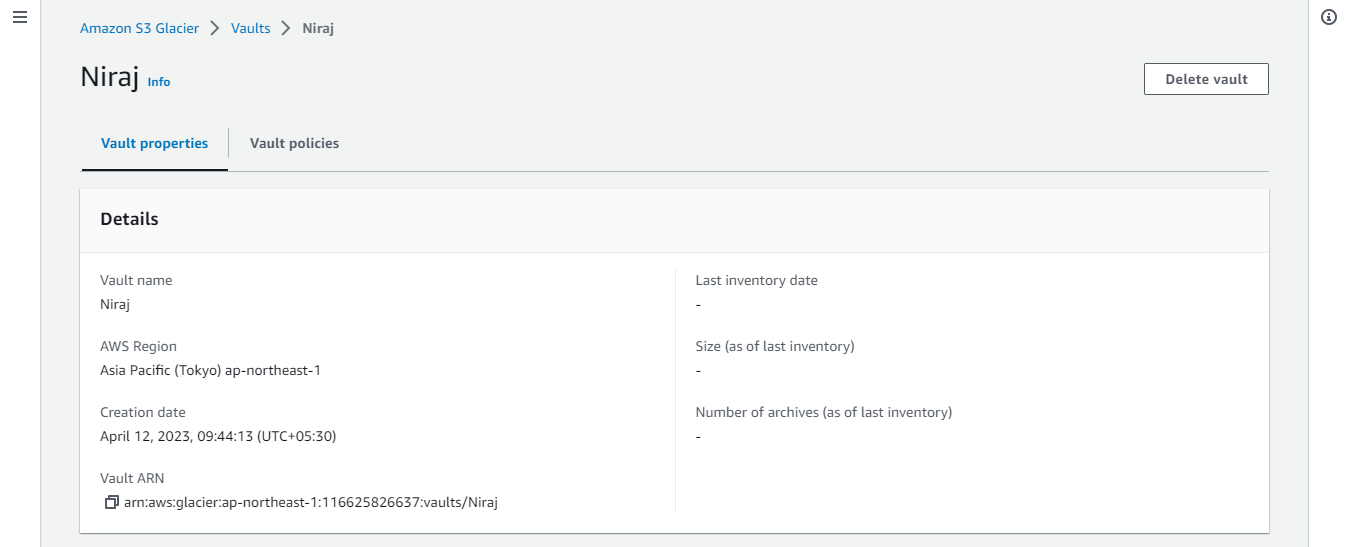 Amazon S3 Glacier > Vaults > Niraj
Niraj Info
Delete vault
Vault properties
Vault policies
Details
Vault name
Niraj
AWS Region
Asia Pacific (Tokyo) ap-northeast-1
Creation date
April 12, 2023, 09:44:13 (UTC+05:30)
Vault ARN
arn:aws:glacier:ap-northeast-1:116625826637:vaults/Niraj
Last inventory date
-
Size (as of last inventory)
-
Number of archives (as of last inventory)
-